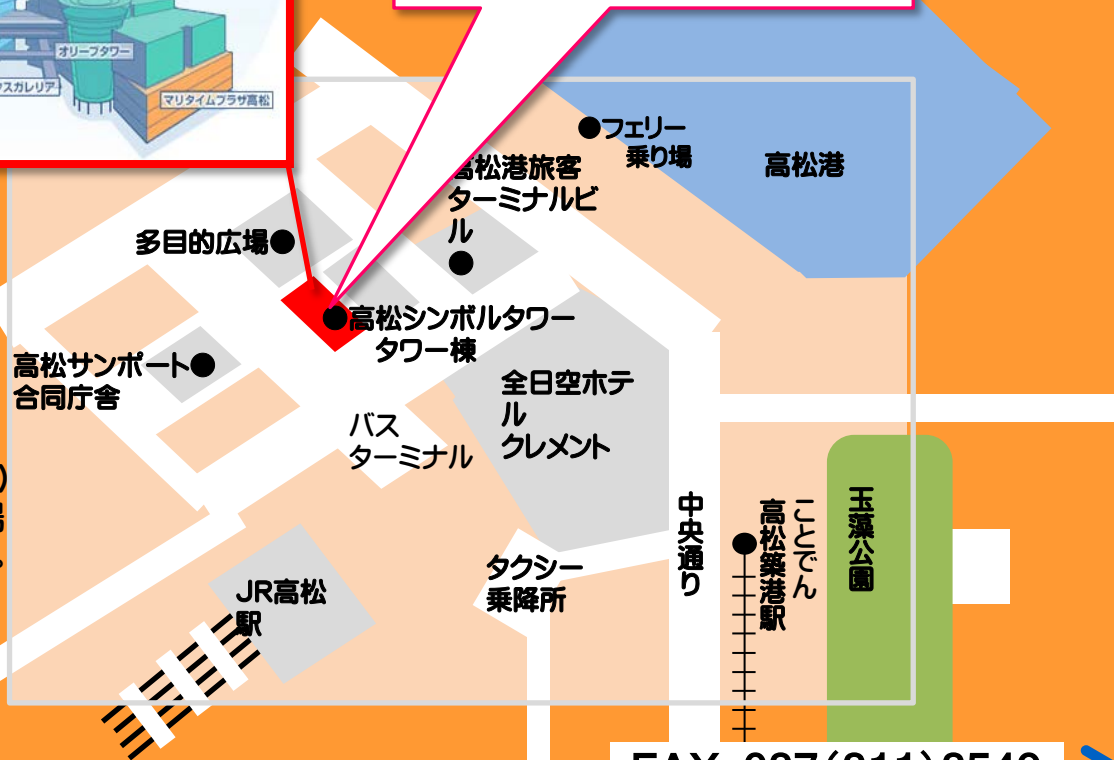 オリーブタワー
マリタイムプラザ高松
フェリー
乗り場
高松港
高松港旅客
ターミナルビ
ル
多目的広場
高松シンボルタワー
タワー棟
高松サンポート
合同庁舎
全日空ホテ
ル
クレメント
バス
ターミナル
中央通り
ことでん
高松築港駅
玉藻公園
タクシー
乗降所
JR高松
駅